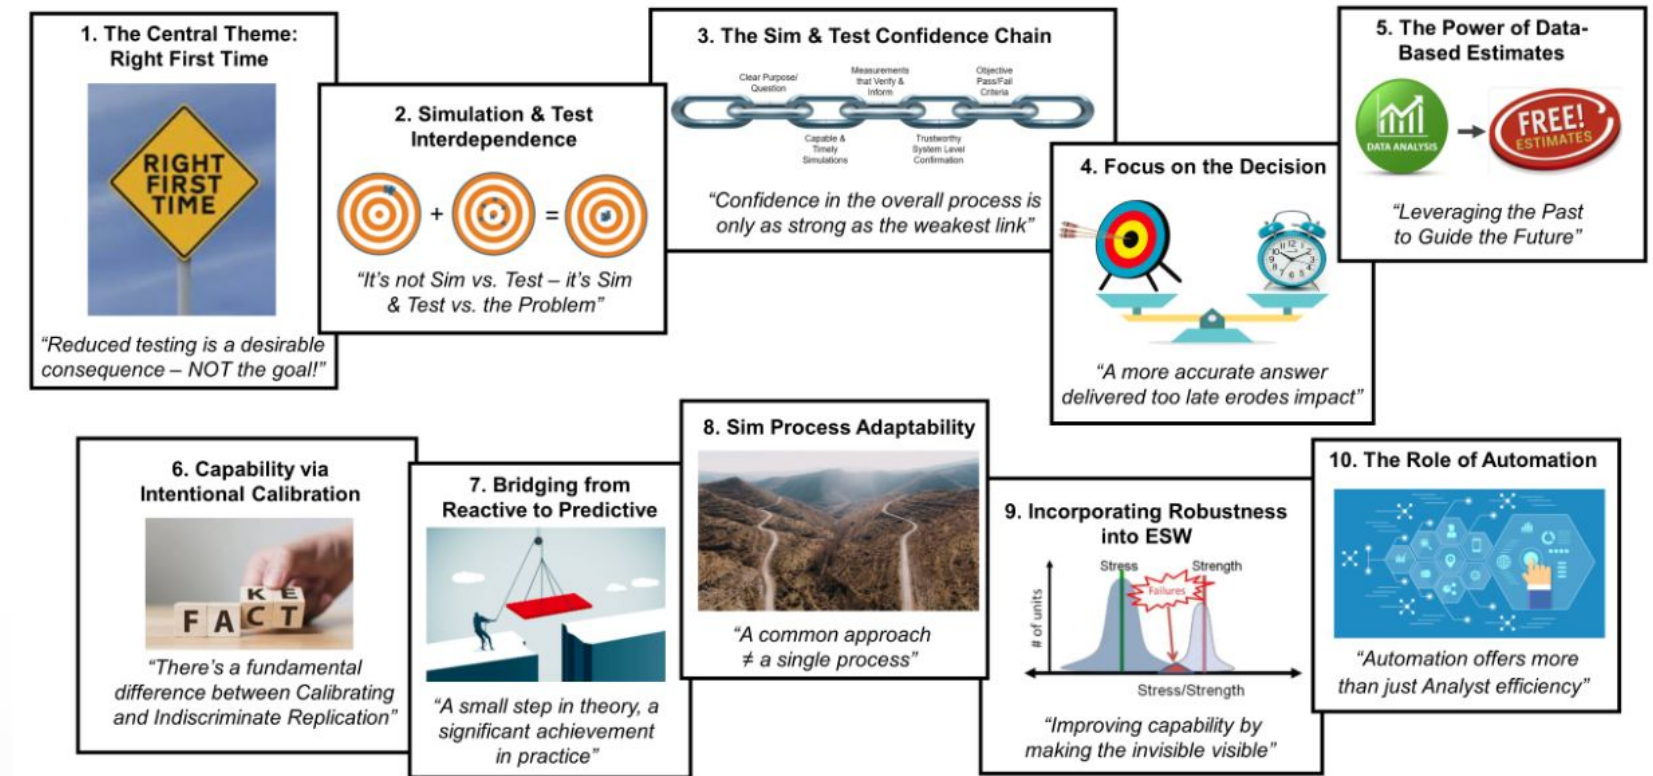 1. The Central Theme:
Right First Time
RIGHT
FIRST
TIME
“Reduced testing is a desirable
consequence – NOT the goal!”
2. Simulation & Test
Interdependence
+
=
“It’s not Sim vs. Test – it’s Sim
& Test vs. the Problem”
3. The Sim & Test Confidence Chain
Clear Purpose/
Question
Measurements
that Verify &
Inform
Objective
Pass/Fail
Criteria
Capable &
Timely
Simulations
Trustworthy
System Level
Confirmation
“Confidence in the overall process is
only as strong as the weakest link”
4. Focus on the Decision
“A more accurate answer
delivered too late erodes impact”
5. The Power of Data-
Based Estimates
DATA ANALYSIS
FREE!
ESTIMATES
“Leveraging the Past
to Guide the Future”
6. Capability via
Intentional Calibration
K E
F A C T
“There’s a fundamental
difference between Calibrating
and Indiscriminate Replication”
7. Bridging from
Reactive to Predictive
“A small step in theory, a
significant achievement
in practice”
8. Sim Process Adaptability
“A common approach
≠ a single process”
9. Incorporating Robustness
into ESW
Stress
Strength
Failures
# of units
Stress/Strength
“Improving capability by
making the invisible visible”
10. The Role of Automation
“Automation offers more
than just Analyst efficiency”